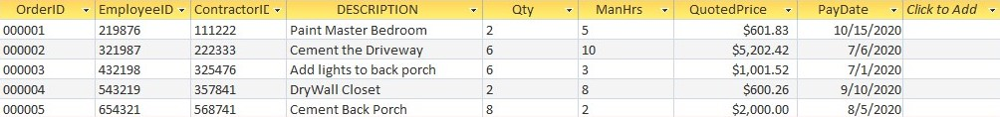 OrderID EmployeeID ContractorIE DESCRIPTION Qty ManHrs QuotedPrice PayDate Click to Add
000001 219876 111222 Paint Master Bedroom 2 5 $601.83 10/15/2020
000002 321987 222333 Cement the Driveway 6 10 $5,202.42 7/6/2020
000003 432198 325476 Add lights to back porch 6 3 $1,001.52 7/1/2020
000004 543219 357841 DryWall Closet 2 8 $600.26 9/10/2020
000005 654321 568741 Cement Back Porch 8 2 $2,000.00 8/5/2020